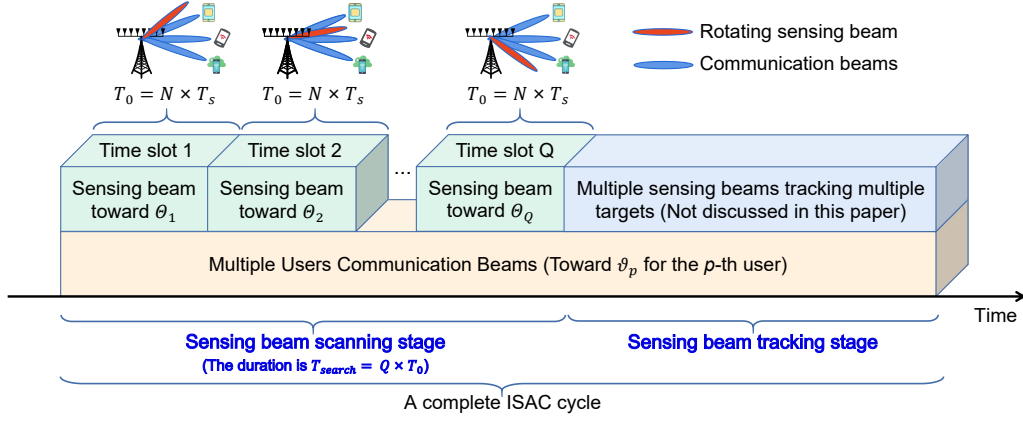 Rotating sensing beam
Communication beams
T₀ = N × Tₛ
T₀ = N × Tₛ
T₀ = N × Tₛ
Time slot 1
Time slot 2
...
Time slot Q
Sensing beam
toward Θ₁
Sensing beam
toward Θ₂
Sensing beam
toward Θ_Q
Multiple sensing beams tracking multiple
targets (Not discussed in this paper)
Multiple Users Communication Beams (Toward ϑₚ for the p-th user)
Time
Sensing beam scanning stage
(The duration is T_search = Q × T₀)
Sensing beam tracking stage
A complete ISAC cycle